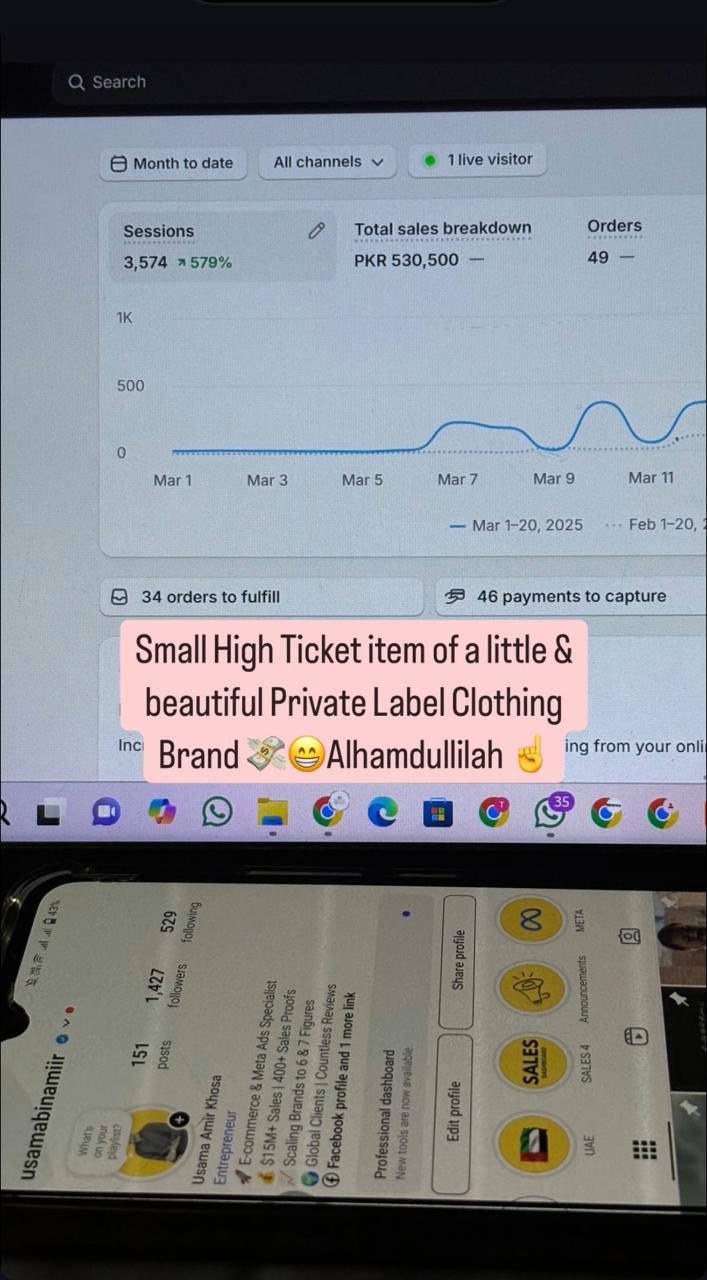 Search
Month to date
All channels
1 live visitor
Sessions
3,574 ↗ 579%
Total sales breakdown
PKR 530,500 —
Orders
49 —
1K
500
0
Mar 1
Mar 3
Mar 5
Mar 7
Mar 9
Mar 11
Mar 1–20, 2025
Feb 1–20,
34 orders to fulfill
46 payments to capture
Small High Ticket item of a little &
beautiful Private Label Clothing
Brand 💸😁Alhamdullilah ☝️
ing from your onli
35
43%
usamabinamiir
What's
on your
playlist?
151
posts
1,427
followers
529
following
Usama Amir Khosa
Entrepreneur
🚀 E-commerce & Meta Ads Specialist
💰 $15M+ Sales | 400+ Sales Proofs
📈 Scaling Brands to 6 & 7 Figures
🌍 Global Clients | Countless Reviews
Facebook profile and 1 more link
Professional dashboard
New tools are now available.
Edit profile
Share profile
UAE
SALES
SALES 4
Announcements
META